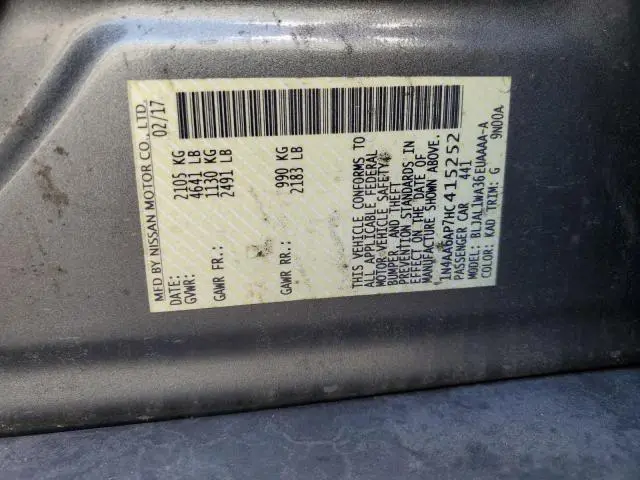 MFD BY NISSAN MOTOR CO., LTD.
DATE: 02/17
GVWR: 2105 KG
4641 LB
GAWR FR: 1130 KG
2491 LB
GAWR RR: 990 KG
2183 LB
THIS VEHICLE CONFORMS TO
ALL APPLICABLE FEDERAL
MOTOR VEHICLE SAFETY,
BUMPER, AND THEFT
PREVENTION STANDARDS IN
EFFECT ON THE DATE OF
MANUFACTURE SHOWN ABOVE.
1N4AA6AP7HC 415252
PASSENGER CAR 441
MODEL: BLJALLWA36EUAAAA-A
COLOR: KAD TRIM: G 9N00A